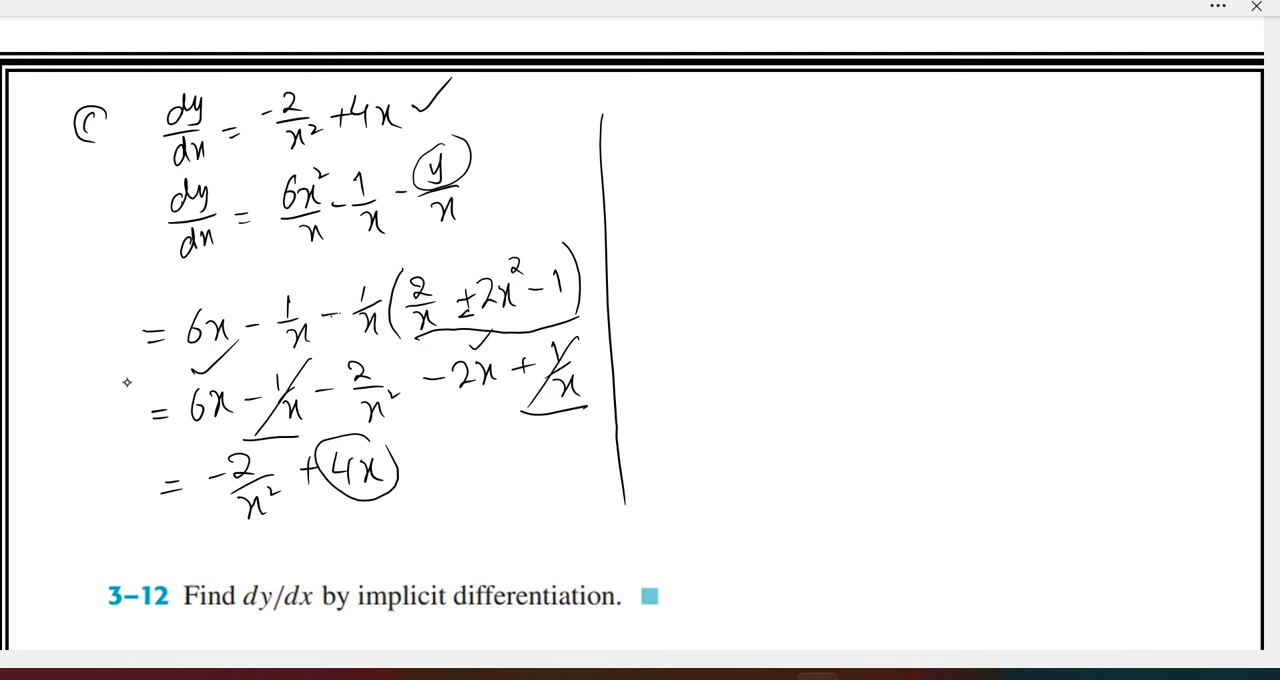 (C) dy/dx = -2/x² + 4x ✓
dy/dx = 6x²/x - 1/x - y/x
= 6x - 1/x - 1/x (2/x ± 2x² - 1)
= 6x - 1/x - 2/x² - 2x + 1/x
= -2/x² + 4x
3–12 Find dy/dx by implicit differentiation.